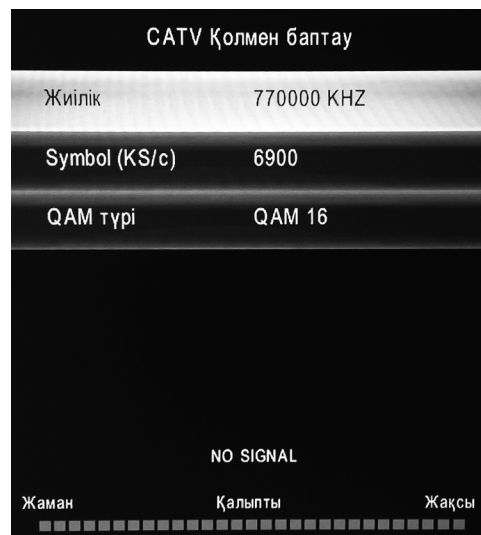 CATV Қолмен баптау
Жиілік 770000 KHZ
Symbol (KS/c) 6900
QAM түрі QAM 16
NO SIGNAL
Жаман Қалыпты Жақсы